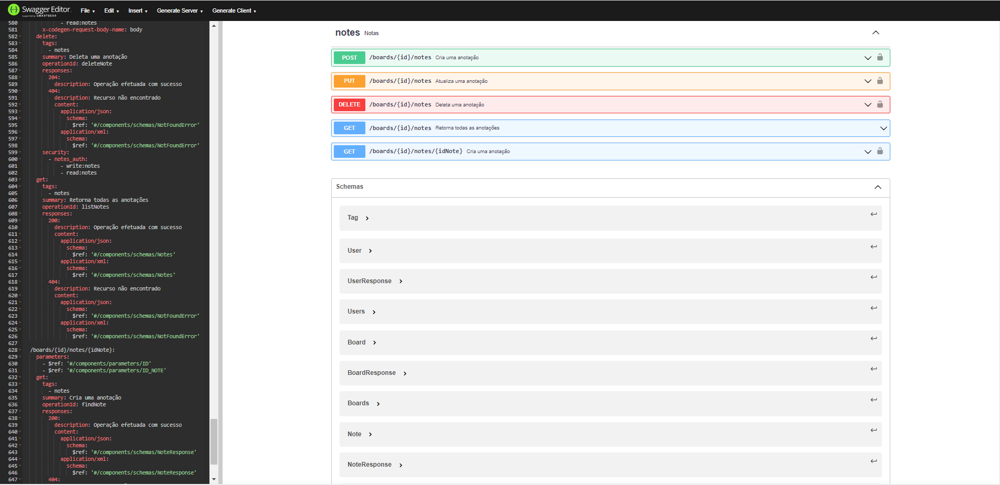 Swagger Editor.
Supported by SMARTBEAR
File Edit Insert Generate Server Generate Client
580 - read:notes
581 x-codegen-request-body-name: body
582 delete:
583 tags:
584 - notes
585 summary: Deleta uma anotação
586 operationId: deleteNote
587 responses:
588 204:
589 description: Operação efetuada com sucesso
590 404:
591 description: Recurso não encontrado
592 content:
593 application/json:
594 schema:
595 $ref: '#/components/schemas/NotFoundError'
596 application/xml:
597 schema:
598 $ref: '#/components/schemas/NotFoundError'
599 security:
600 - notes_auth:
601 - write:notes
602 - read:notes
603 get:
604 tags:
605 - notes
606 summary: Retorna todas as anotações
607 operationId: listNotes
608 responses:
609 200:
610 description: Operação efetuada com sucesso
611 content:
612 application/json:
613 schema:
614 $ref: '#/components/schemas/Notes'
615 application/xml:
616 schema:
617 $ref: '#/components/schemas/Notes'
618 404:
619 description: Recurso não encontrado
620 content:
621 application/json:
622 schema:
623 $ref: '#/components/schemas/NotFoundError'
624 application/xml:
625 schema:
626 $ref: '#/components/schemas/NotFoundError'
627
628 /boards/{id}/notes/{idNote}:
629 parameters:
630 - $ref: '#/components/parameters/ID'
631 - $ref: '#/components/parameters/ID_NOTE'
632 get:
633 tags:
634 - notes
635 summary: Cria uma anotação
636 operationId: findNote
637 responses:
638 200:
639 description: Operação efetuada com sucesso
640 content:
641 application/json:
642 schema:
643 $ref: '#/components/schemas/NoteResponse'
644 application/xml:
645 schema:
646 $ref: '#/components/schemas/NoteResponse'
647 404:
notes Notas
POST /boards/{id}/notes Cria uma anotação
PUT /boards/{id}/notes Atualiza uma anotação
DELETE /boards/{id}/notes Deleta uma anotação
GET /boards/{id}/notes Retorna todas as anotações
GET /boards/{id}/notes/{idNote} Cria uma anotação
Schemas
Tag
User
UserResponse
Users
Board
BoardResponse
Boards
Note
NoteResponse